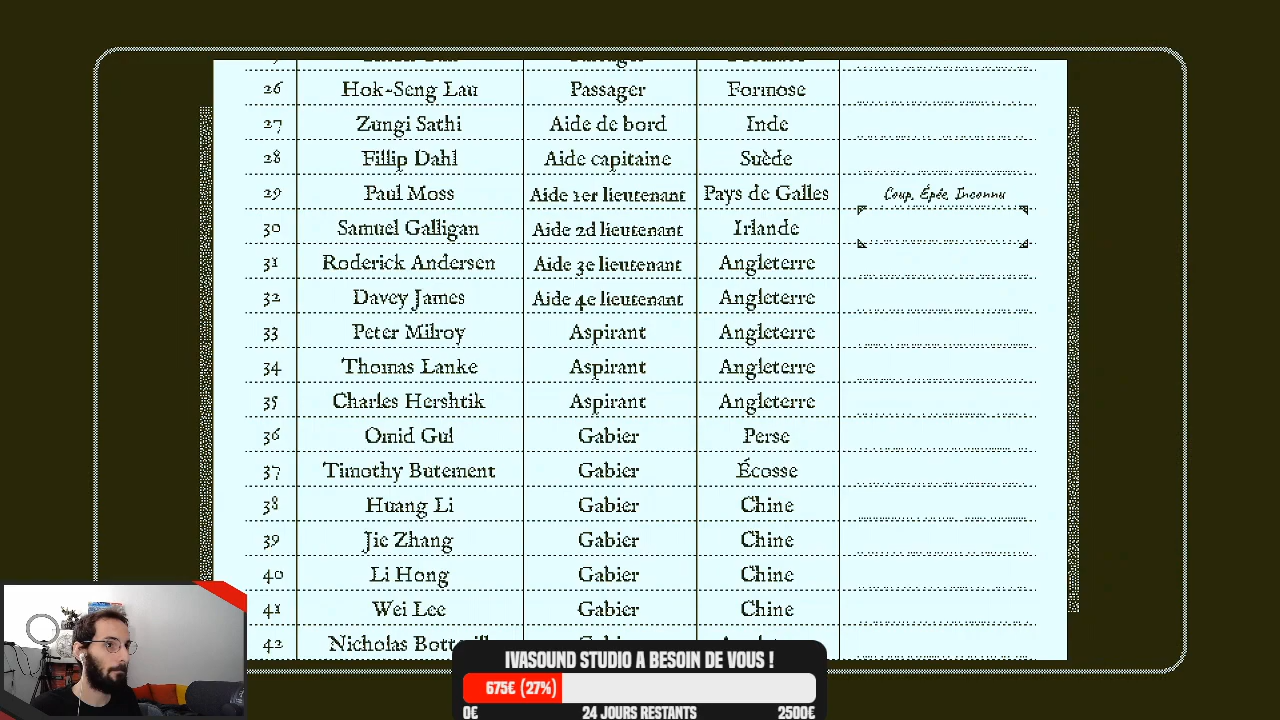 26 Hok-Seng Lau Passager Formose
27 Zungi Sathi Aide de bord Inde
28 Fillip Dahl Aide capitaine Suède
29 Paul Moss Aide 1er lieutenant Pays de Galles Coup, Épée, Inconnu
30 Samuel Galligan Aide 2d lieutenant Irlande
31 Roderick Andersen Aide 3e lieutenant Angleterre
32 Davey James Aide 4e lieutenant Angleterre
33 Peter Milroy Aspirant Angleterre
34 Thomas Lanke Aspirant Angleterre
35 Charles Hershtik Aspirant Angleterre
36 Omid Gul Gabier Perse
37 Timothy Butement Gabier Écosse
38 Huang Li Gabier Chine
39 Jie Zhang Gabier Chine
40 Li Hong Gabier Chine
41 Wei Lee Gabier Chine
42 Nicholas
IVASOUND STUDIO A BESOIN DE VOUS !
675€ (27%)
0€ 24 JOURS RESTANTS 2500€